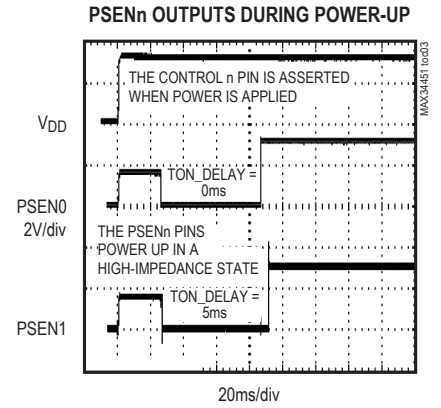 PSENn OUTPUTS DURING POWER-UP
MAX34451 toc03
THE CONTROL n PIN IS ASSERTED
WHEN POWER IS APPLIED
VDD
TON_DELAY =
0ms
PSEN0
2V/div
THE PSENn PINS
POWER UP IN A
HIGH-IMPEDANCE STATE
TON_DELAY =
5ms
PSEN1
20ms/div